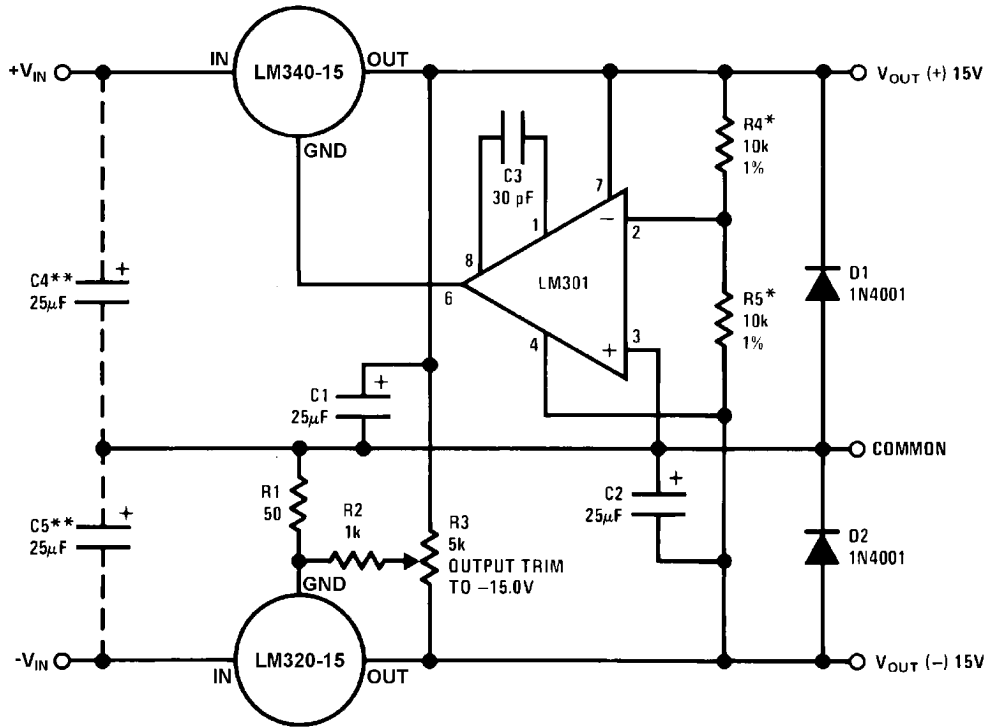 IN
LM340-15
OUT
GND
+VIN
VOUT (+) 15V
R4*
10k
1%
C3
30 pF
7
1
8
6
2
−
LM301
+
3
4
R5*
10k
1%
D1
1N4001
C4**
25µF
+
C1
25µF
+
COMMON
R1
50
R2
1k
R3
5k
OUTPUT TRIM
TO −15.0V
C2
25µF
+
C5**
25µF
+
D2
1N4001
GND
-VIN
IN
LM320-15
OUT
VOUT (−) 15V